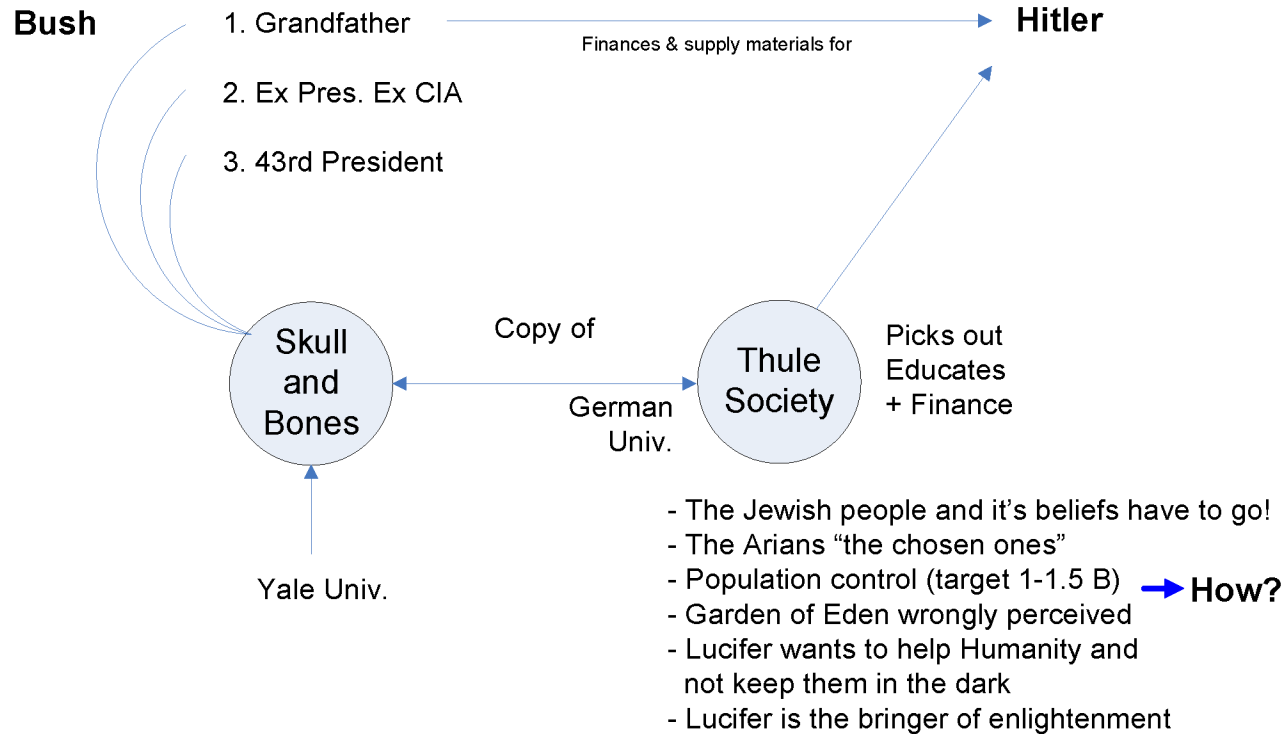 Bush
1. Grandfather
Finances & supply materials for
Hitler
2. Ex Pres. Ex CIA
3. 43rd President
Skull
and
Bones
Copy of
German
Univ.
Thule
Society
Picks out
Educates
+ Finance
Yale Univ.
- The Jewish people and it’s beliefs have to go!
- The Arians “the chosen ones”
- Population control (target 1-1.5 B)
How?
- Garden of Eden wrongly perceived
- Lucifer wants to help Humanity and
not keep them in the dark
- Lucifer is the bringer of enlightenment